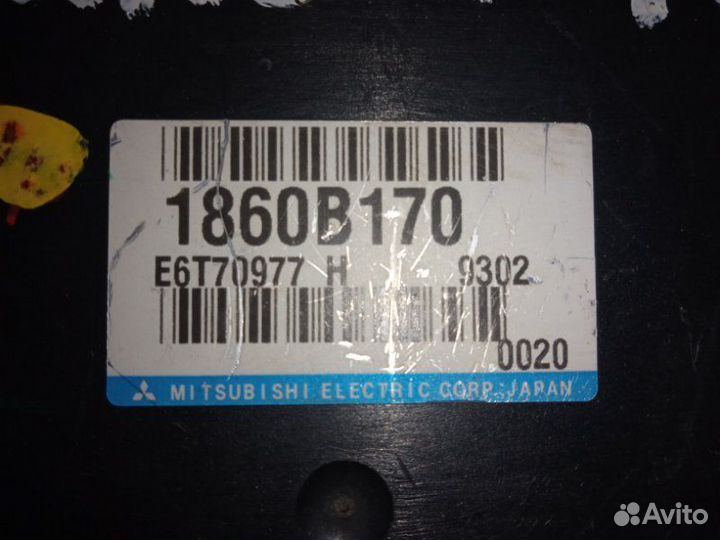 1860B170
E6T70977 H 9302
0020
MITSUBISHI ELECTRIC CORP. JAPAN
Avito